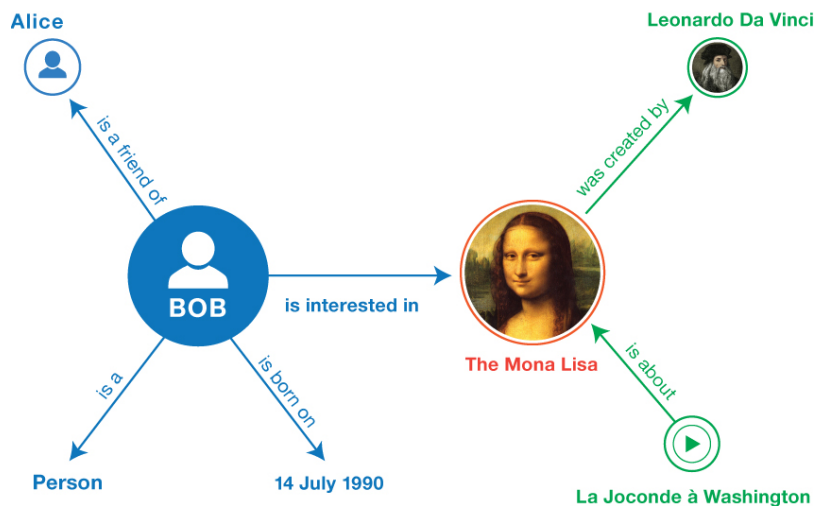 Alice
Leonardo Da Vinci
is a friend of
was created by
BOB
is interested in
The Mona Lisa
is a
is born on
is about
Person
14 July 1990
La Joconde à Washington